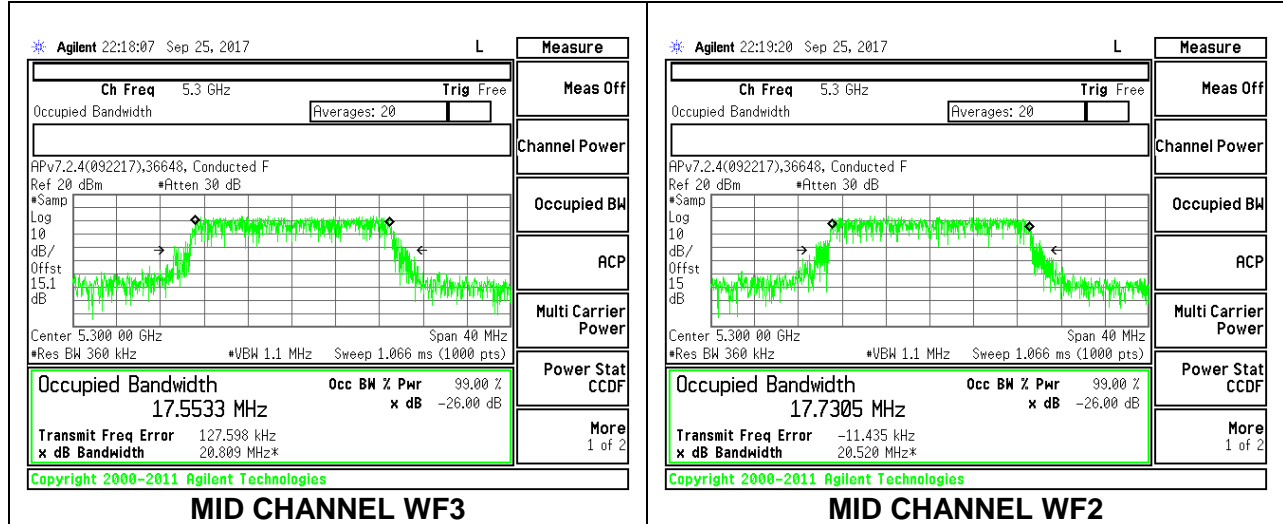 Agilent 22:18:07 Sep 25, 2017 L
Measure
Ch Freq 5.3 GHz Trig Free
Meas Off
Occupied Bandwidth Averages: 20
Channel Power
APv7.2.4(092217),36648, Conducted F
Ref 20 dBm #Atten 30 dB
#Samp
Log
10
dB/
Offst
15.1
dB
Occupied BW
ACP
Multi Carrier
Power
Center 5.300 00 GHz Span 40 MHz
#Res BW 360 kHz #VBW 1.1 MHz Sweep 1.066 ms (1000 pts)
Power Stat
CCDF
Occupied Bandwidth Occ BW % Pwr 99.00 %
17.5533 MHz x dB -26.00 dB
Transmit Freq Error 127.598 kHz
x dB Bandwidth 20.809 MHz*
More
1 of 2
Copyright 2000-2011 Agilent Technologies
MID CHANNEL WF3
Agilent 22:19:20 Sep 25, 2017 L
Measure
Ch Freq 5.3 GHz Trig Free
Meas Off
Occupied Bandwidth Averages: 20
Channel Power
APv7.2.4(092217),36648, Conducted F
Ref 20 dBm #Atten 30 dB
#Samp
Log
10
dB/
Offst
15
dB
Occupied BW
ACP
Multi Carrier
Power
Center 5.300 00 GHz Span 40 MHz
#Res BW 360 kHz #VBW 1.1 MHz Sweep 1.066 ms (1000 pts)
Power Stat
CCDF
Occupied Bandwidth Occ BW % Pwr 99.00 %
17.7305 MHz x dB -26.00 dB
Transmit Freq Error -11.435 kHz
x dB Bandwidth 20.520 MHz*
More
1 of 2
Copyright 2000-2011 Agilent Technologies
MID CHANNEL WF2